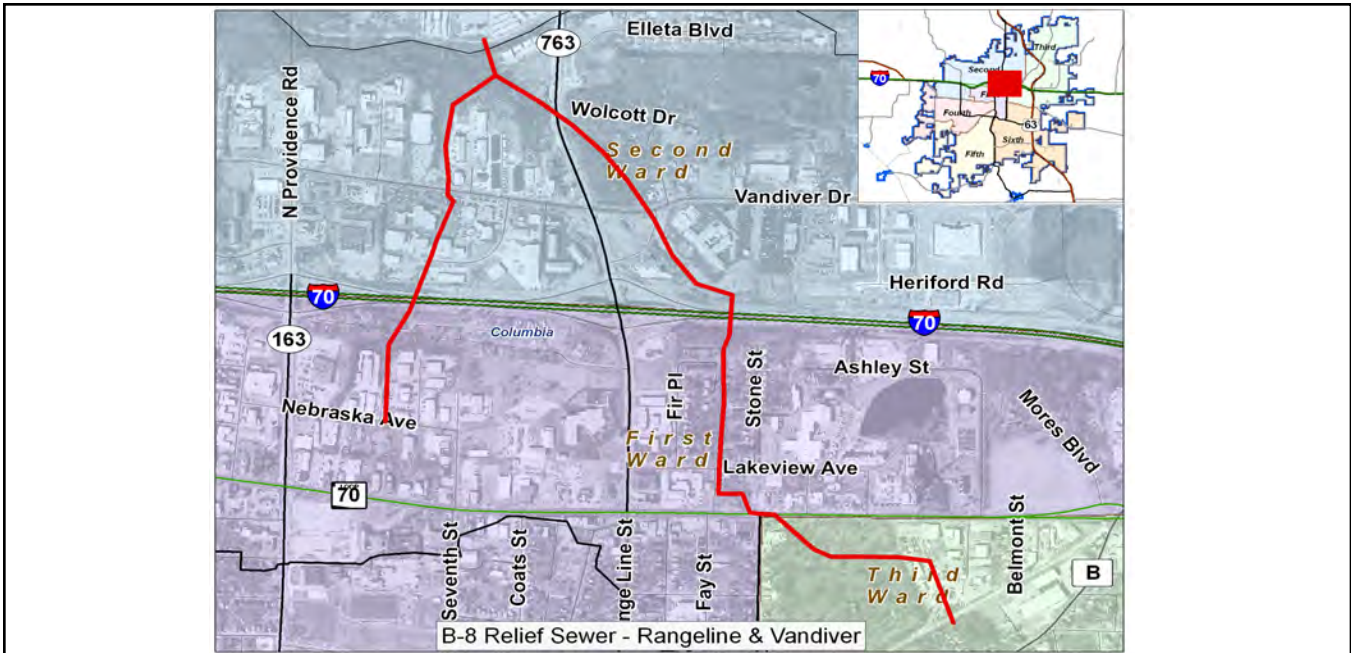 Elleta Blvd
763
N Providence Rd
Wolcott Dr
Second
Ward
Vandiver Dr
Heriford Rd
70
70
163
Columbia
Ashley St
Fir Pl
Stone St
Mores Blvd
Nebraska Ave
First
Ward
Lakeview Ave
70
Seventh St
Coats St
nge Line St
Fay St
Third
Ward
Belmont St
B
B-8 Relief Sewer - Rangeline & Vandiver
Third
Second
70
Fourth
63
Sixth
Fifth